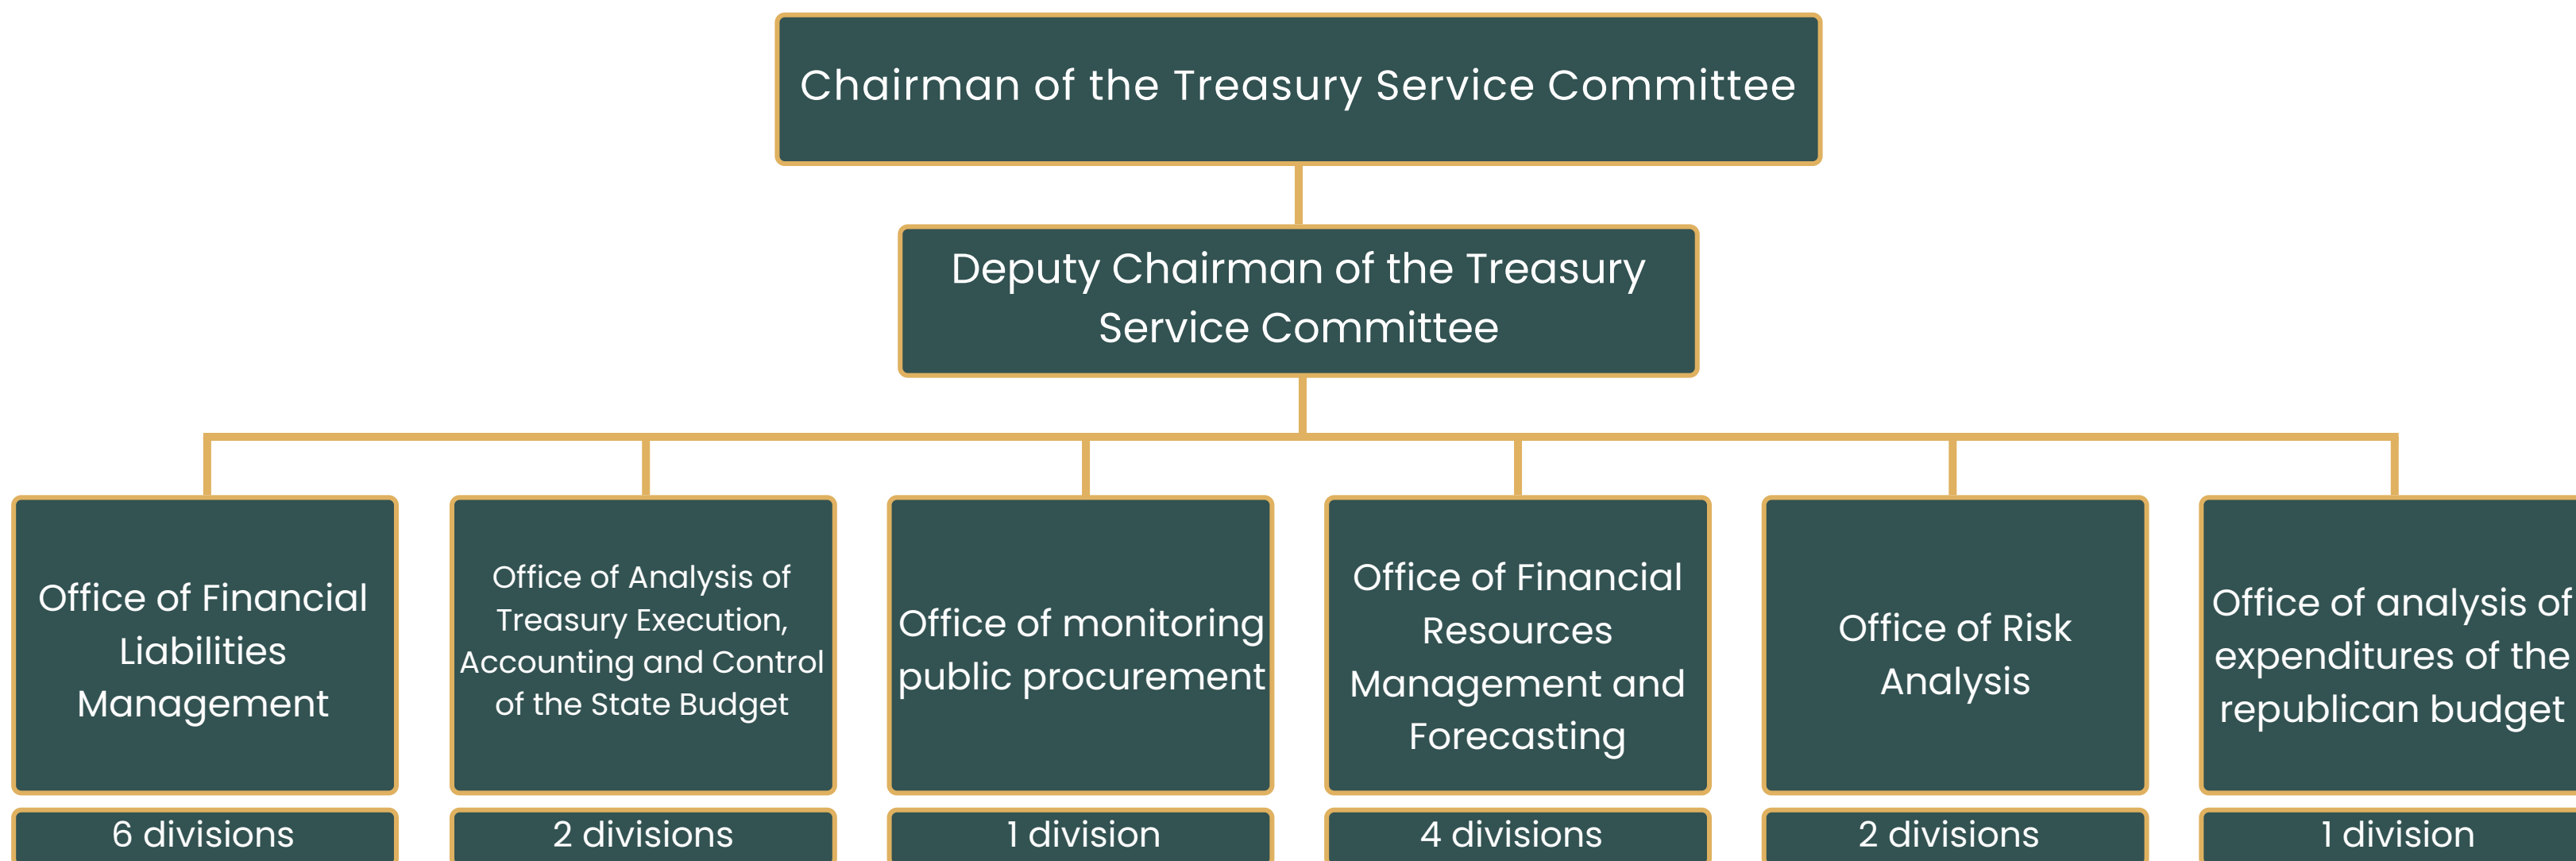 Chairman of the Treasury Service Committee
Deputy Chairman of the Treasury
Service Committee
Office of Financial
Liabilities
Management
6 divisions
Office of Analysis of
Treasury Execution,
Accounting and Control
of the State Budget
2 divisions
Office of monitoring
public procurement
1 division
Office of Financial
Resources
Management and
Forecasting
4 divisions
Office of Risk
Analysis
2 divisions
Office of analysis of
expenditures of the
republican budget
1 division